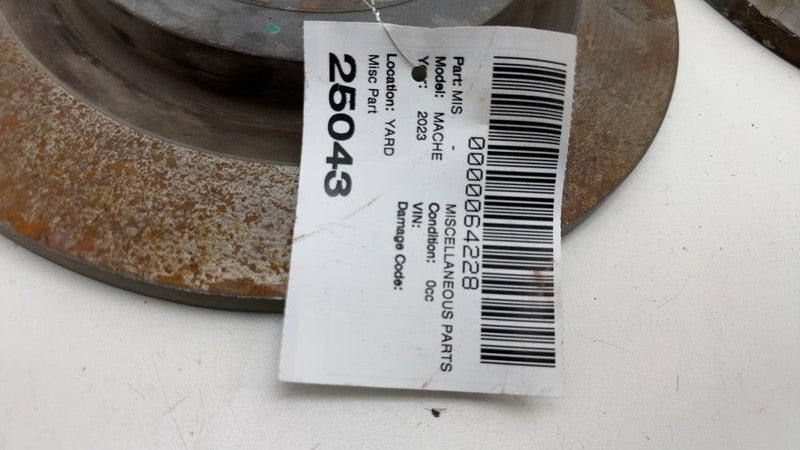 0000064228
Part: MIS - MISCELLANEOUS PARTS
Model: MACHE Condition: 0cc
Year: 2023 VIN:
Damage Code:
Location: YARD
Misc Part
25043